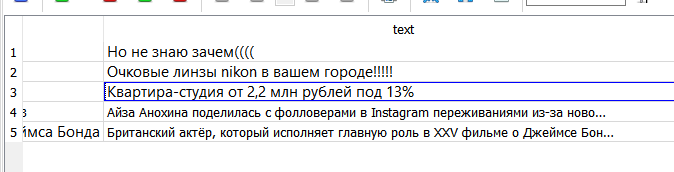 text
1 Но не знаю зачем((((
2 Очковые линзы nikon в вашем городе!!!!!
3 Квартира-студия от 2,2 млн рублей под 13%
4 Айза Анохина поделилась с фолловерами в Instagram переживаниями из-за ново...
5 ймса Бонда Британский актёр, который исполняет главную роль в XXV фильме о Джеймсе Бон...